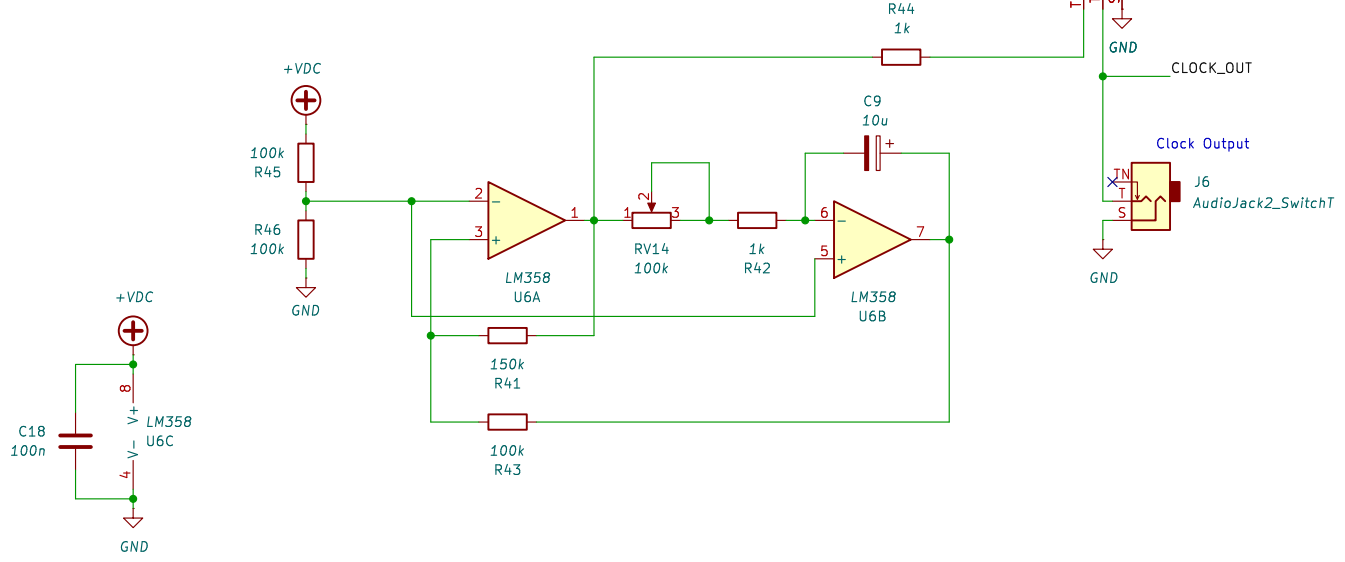 R44
1k
GND
+VDC
CLOCK_OUT
C9
10u
Clock Output
100k
R45
TN
T
S
J6
AudioJack2_SwitchT
2
1
3
LM358
U6A
1
2
3
RV14
100k
1k
R42
6
5
7
LM358
U6B
R46
100k
GND
GND
+VDC
150k
R41
8
V+
V-
4
LM358
U6C
C18
100n
100k
R43
GND